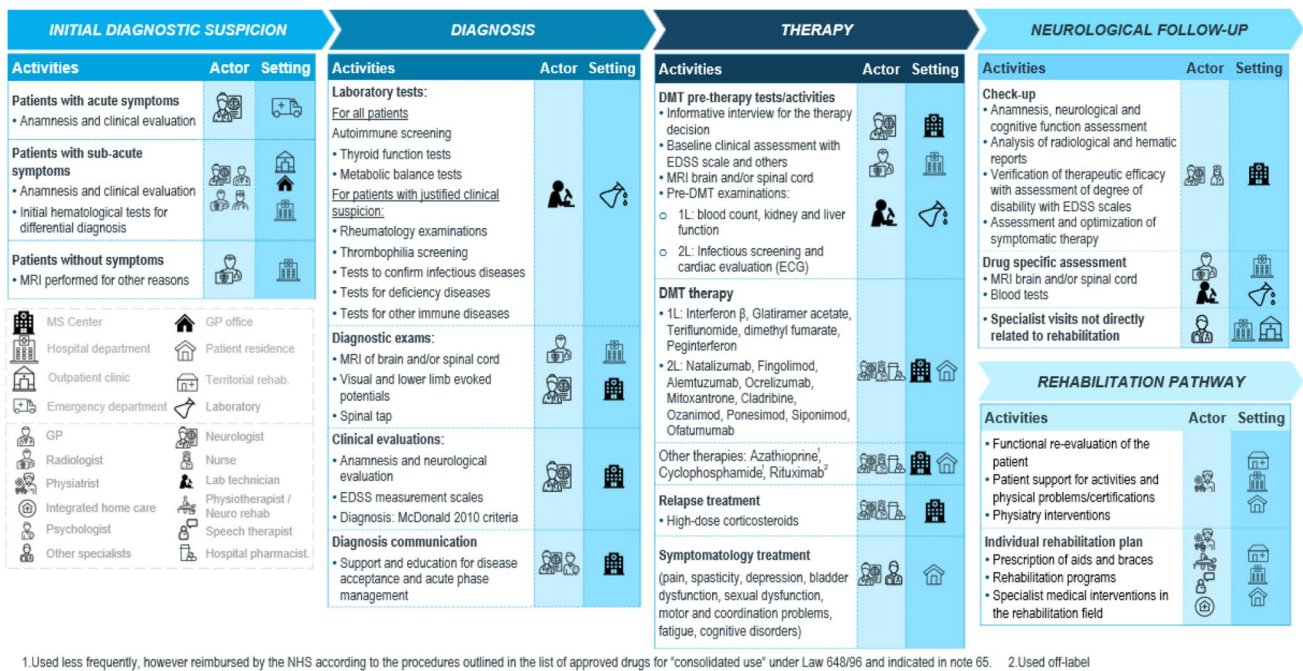 INITIAL DIAGNOSTIC SUSPICION
Activities Actor Setting
Patients with acute symptoms
• Anamnesis and clinical evaluation
Patients with sub-acute
symptoms
• Anamnesis and clinical evaluation
• Initial hematological tests for
differential diagnosis
Patients without symptoms
• MRI performed for other reasons
MS Center GP office
Hospital department Patient residence
Outpatient clinic Territorial rehab.
Emergency department Laboratory
GP Neurologist
Radiologist Nurse
Physiatrist Lab technician
Integrated home care Physiotherapist /
Neuro rehab
Psychologist Speech therapist
Other specialists Hospital pharmacist.
DIAGNOSIS
Activities Actor Setting
Laboratory tests:
For all patients
Autoimmune screening
• Thyroid function tests
• Metabolic balance tests
For patients with justified clinical
suspicion:
• Rheumatology examinations
• Thrombophilia screening
• Tests to confirm infectious diseases
• Tests for deficiency diseases
• Tests for other immune diseases
Diagnostic exams:
• MRI of brain and/or spinal cord
• Visual and lower limb evoked
potentials
• Spinal tap
Clinical evaluations:
• Anamnesis and neurological
evaluation
• EDSS measurement scales
• Diagnosis: McDonald 2010 criteria
Diagnosis communication
• Support and education for disease
acceptance and acute phase
management
THERAPY
Activities Actor Setting
DMT pre-therapy tests/activities
• Informative interview for the therapy
decision
• Baseline clinical assessment with
EDSS scale and others
• MRI brain and/or spinal cord
• Pre-DMT examinations:
o 1L: blood count, kidney and liver
function
o 2L: Infectious screening and
cardiac evaluation (ECG)
DMT therapy
• 1L: Interferon β, Glatiramer acetate,
Teriflunomide, dimethyl fumarate,
Peginterferon
• 2L: Natalizumab, Fingolimod,
Alemtuzumab, Ocrelizumab,
Mitoxantrone, Cladribine,
Ozanimod, Ponesimod, Siponimod,
Ofatumumab
Other therapies: Azathioprine¹,
Cyclophosphamide¹, Rituximab²
Relapse treatment
• High-dose corticosteroids
Symptomatology treatment
(pain, spasticity, depression, bladder
dysfunction, sexual dysfunction,
motor and coordination problems,
fatigue, cognitive disorders)
NEUROLOGICAL FOLLOW-UP
Activities Actor Setting
Check-up
• Anamnesis, neurological and
cognitive function assessment
• Analysis of radiological and hematic
reports
• Verification of therapeutic efficacy
with assessment of degree of
disability with EDSS scales
• Assessment and optimization of
symptomatic therapy
Drug specific assessment
• MRI brain and/or spinal cord
• Blood tests
• Specialist visits not directly
related to rehabilitation
REHABILITATION PATHWAY
Activities Actor Setting
• Functional re-evaluation of the
patient
• Patient support for activities and
physical problems/certifications
• Physiatry interventions
Individual rehabilitation plan
• Prescription of aids and braces
• Rehabilitation programs
• Specialist medical interventions in
the rehabilitation field
1.Used less frequently, however reimbursed by the NHS according to the procedures outlined in the list of approved drugs for "consolidated use" under Law 648/96 and indicated in note 65. 2.Used off-label